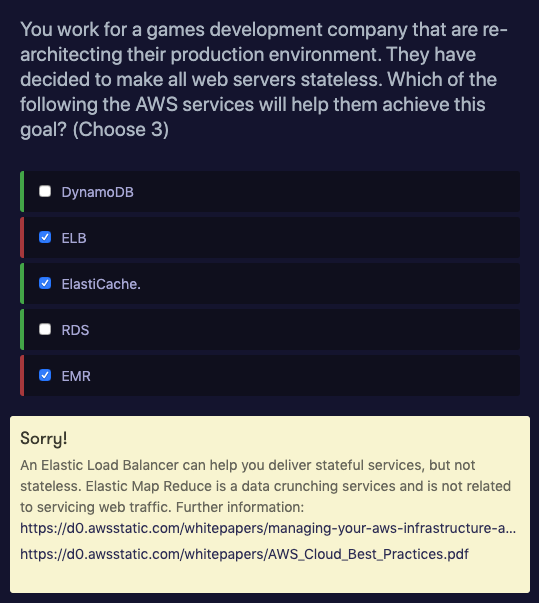 You work for a games development company that are re-
architecting their production environment. They have
decided to make all web servers stateless. Which of the
following the AWS services will help them achieve this
goal? (Choose 3)
DynamoDB
ELB
ElastiCache.
RDS
EMR
Sorry!
An Elastic Load Balancer can help you deliver stateful services, but not
stateless. Elastic Map Reduce is a data crunching services and is not related
to servicing web traffic. Further information:
https://d0.awsstatic.com/whitepapers/managing-your-aws-infrastructure-a...
https://d0.awsstatic.com/whitepapers/AWS_Cloud_Best_Practices.pdf